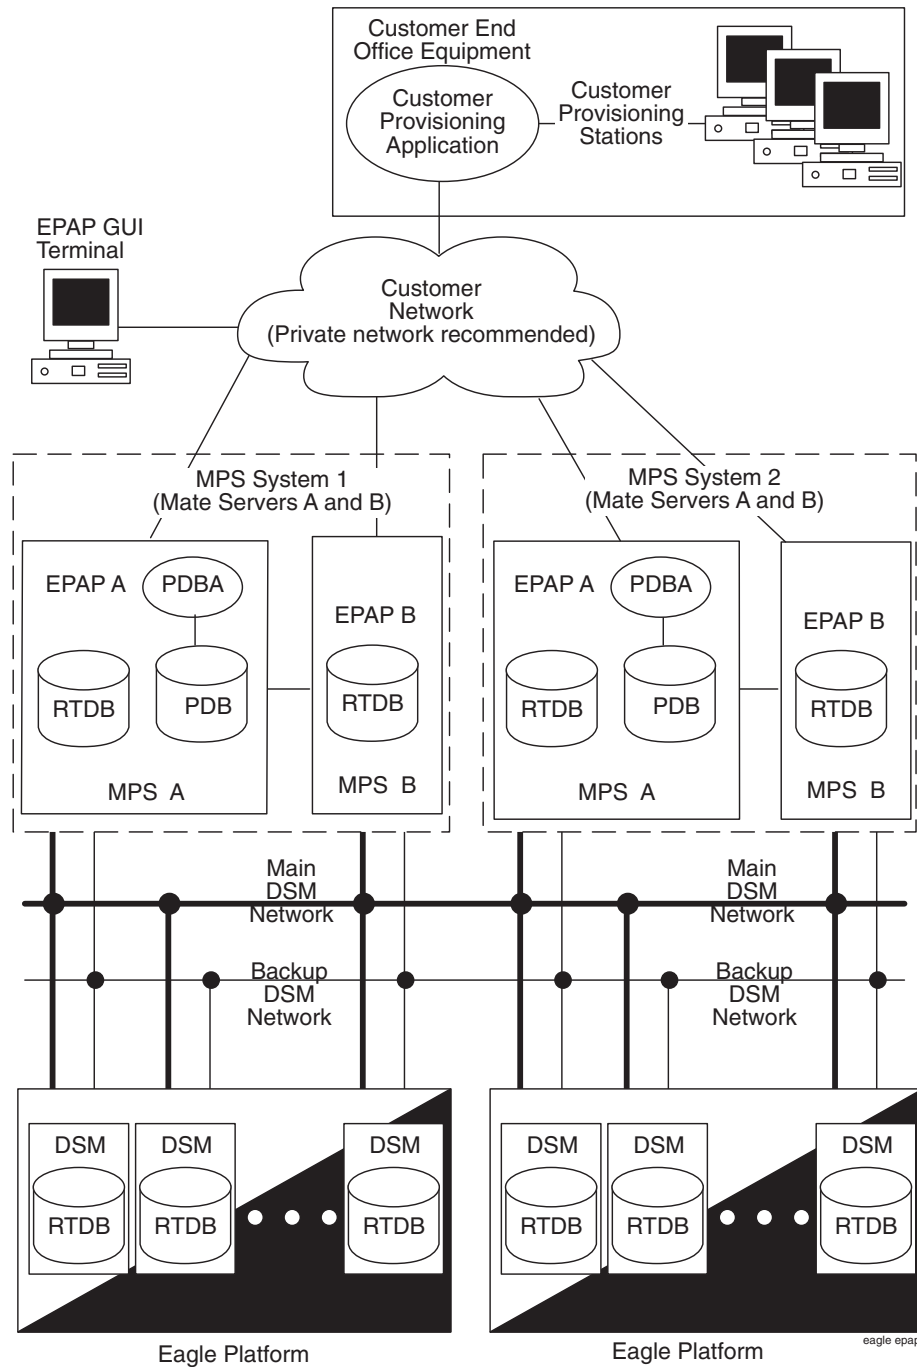 Customer End
Office Equipment
Customer
Provisioning
Application
Customer
Provisioning
Stations
EPAP GUI
Terminal
Customer
Network
(Private network recommended)
MPS System 1
(Mate Servers A and B)
EPAP A
PDBA
RTDB
PDB
MPS A
EPAP B
RTDB
MPS B
MPS System 2
(Mate Servers A and B)
EPAP A
PDBA
RTDB
PDB
MPS A
EPAP B
RTDB
MPS B
Main
DSM
Network
Main
DSM
Network
Backup
DSM
Network
Backup
DSM
Network
DSM
RTDB
DSM
RTDB
DSM
RTDB
Eagle Platform
DSM
RTDB
DSM
RTDB
DSM
RTDB
Eagle Platform
eagle epap